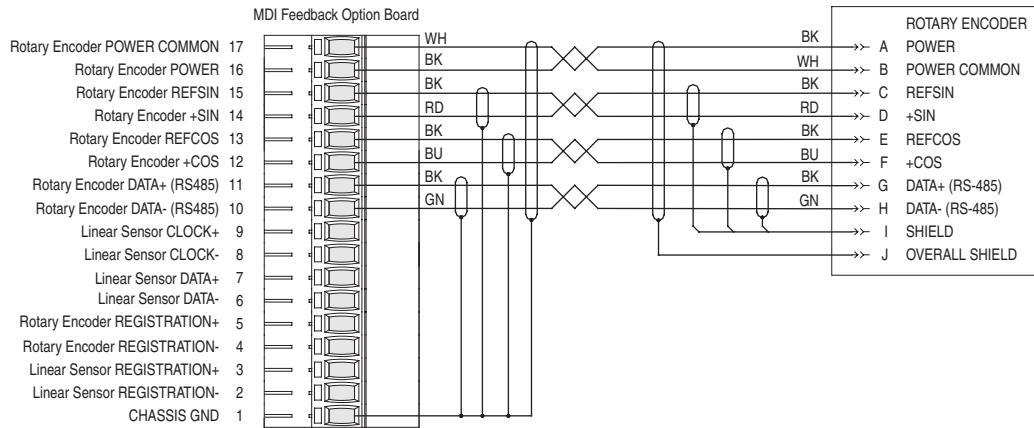 MDI Feedback Option Board
ROTARY ENCODER
Rotary Encoder POWER COMMON 17 WH BK A POWER
Rotary Encoder POWER 16 BK WH B POWER COMMON
Rotary Encoder REFSIN 15 BK BK C REFSIN
Rotary Encoder +SIN 14 RD RD D +SIN
Rotary Encoder REFCOS 13 BK BK E REFCOS
Rotary Encoder +COS 12 BU BU F +COS
Rotary Encoder DATA+ (RS485) 11 BK BK G DATA+ (RS-485)
Rotary Encoder DATA- (RS485) 10 GN GN H DATA- (RS-485)
Linear Sensor CLOCK+ 9 I SHIELD
Linear Sensor CLOCK- 8 J OVERALL SHIELD
Linear Sensor DATA+ 7
Linear Sensor DATA- 6
Rotary Encoder REGISTRATION+ 5
Rotary Encoder REGISTRATION- 4
Linear Sensor REGISTRATION+ 3
Linear Sensor REGISTRATION- 2
CHASSIS GND 1